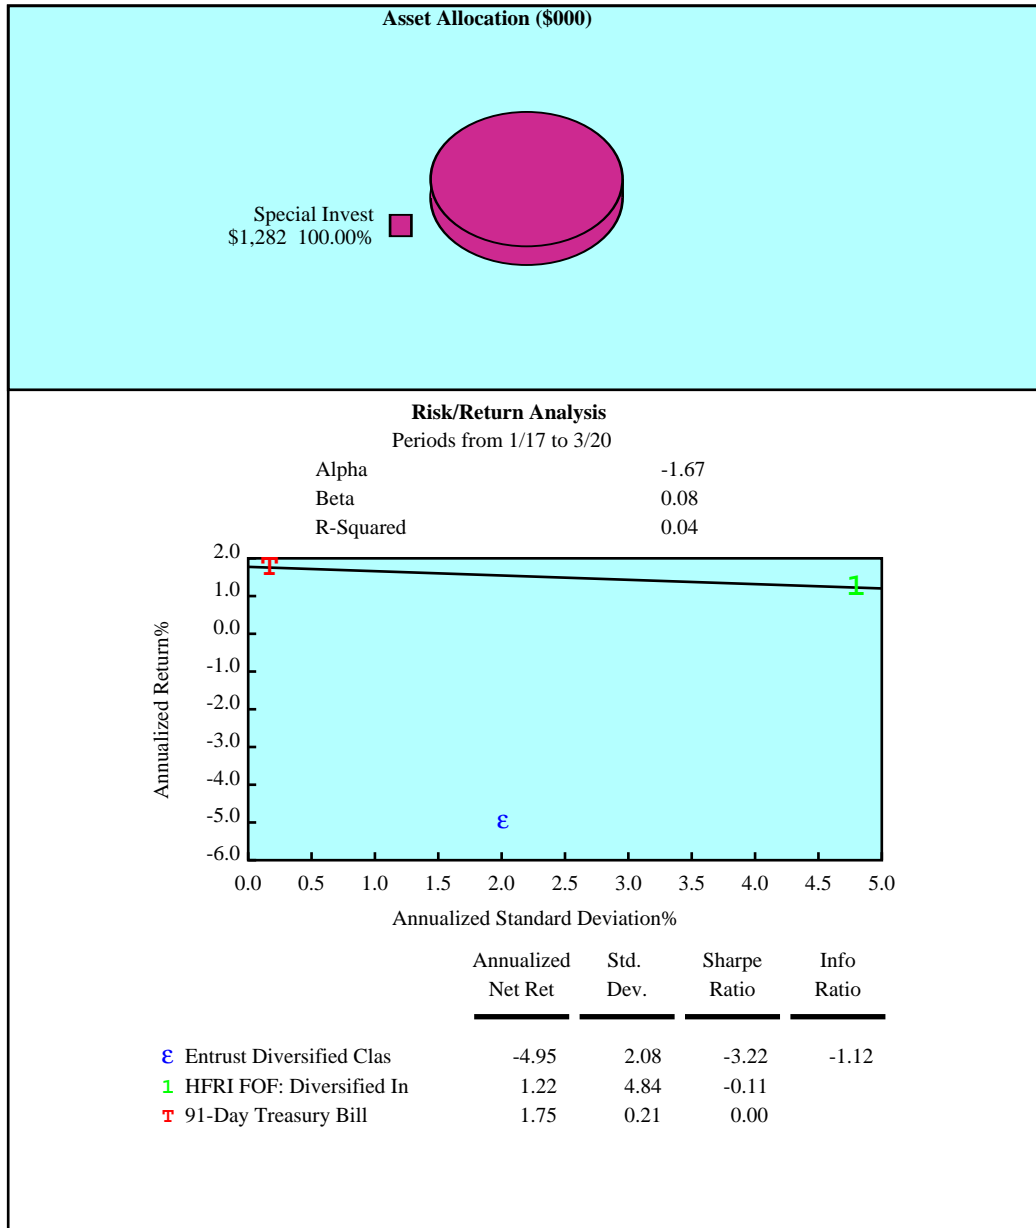 Asset Allocation ($000)
Special Invest
$1,282 100.00%
Risk/Return Analysis
Periods from 1/17 to 3/20
Alpha -1.67
Beta 0.08
R-Squared 0.04
2.0
1.0
0.0
-1.0
-2.0
-3.0
-4.0
-5.0
-6.0
Annualized Return%
T
1
ε
0.0 0.5 1.0 1.5 2.0 2.5 3.0 3.5 4.0 4.5 5.0
Annualized Standard Deviation%
Annualized Std. Sharpe Info
Net Ret Dev. Ratio Ratio
ε Entrust Diversified Clas -4.95 2.08 -3.22 -1.12
1 HFRI FOF: Diversified In 1.22 4.84 -0.11
T 91-Day Treasury Bill 1.75 0.21 0.00